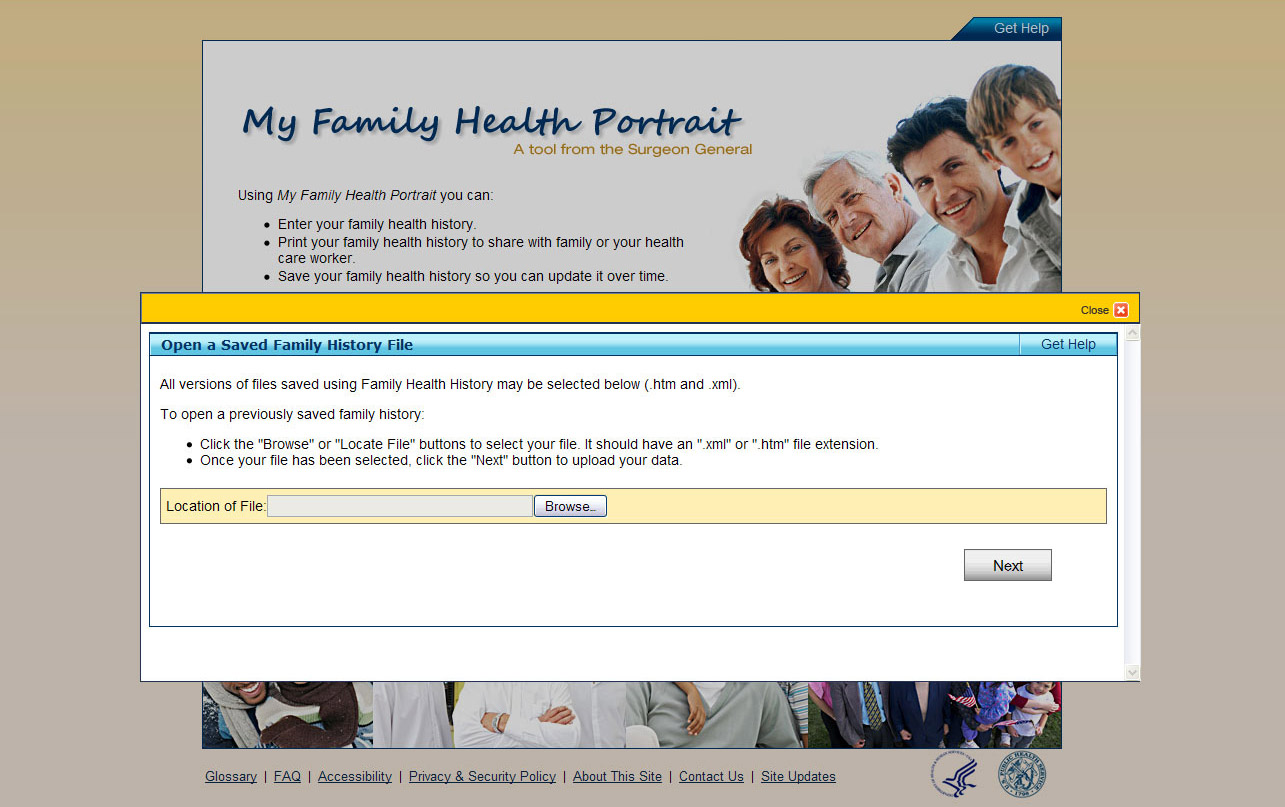 Get Help
My Family Health Portrait
A tool from the Surgeon General
Using My Family Health Portrait you can:
• Enter your family health history.
• Print your family health history to share with family or your health
care worker.
• Save your family health history so you can update it over time.
Close
Open a Saved Family History File
Get Help
All versions of files saved using Family Health History may be selected below (.htm and .xml).
To open a previously saved family history:
• Click the "Browse" or "Locate File" buttons to select your file. It should have an ".xml" or ".htm" file extension.
• Once your file has been selected, click the "Next" button to upload your data.
Location of File: Browse...
Next
Glossary | FAQ | Accessibility | Privacy & Security Policy | About This Site | Contact Us | Site Updates